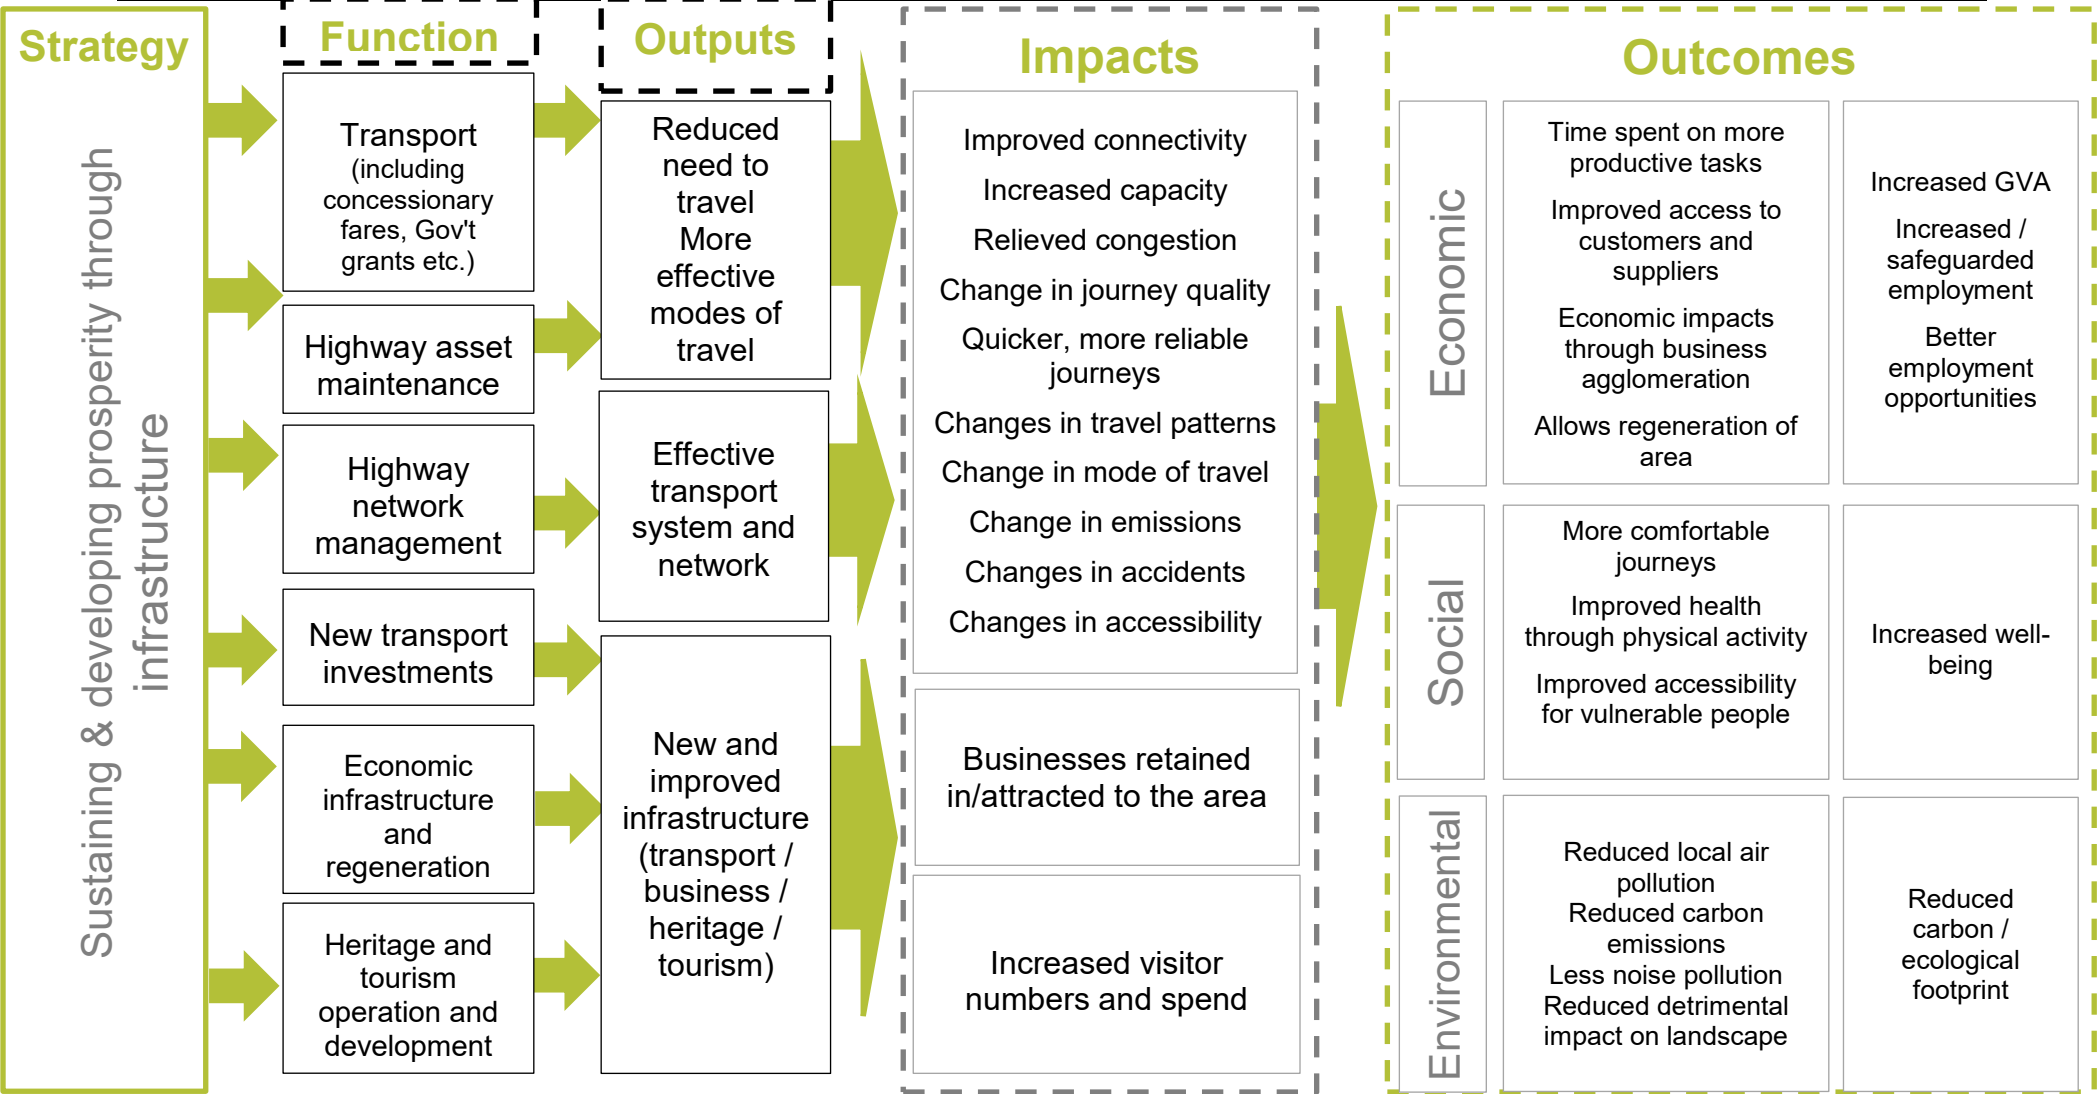 Strategy
Sustaining & developing prosperity through
infrastructure
Function
Transport
(including
concessionary
fares, Gov't
grants etc.)
Highway asset
maintenance
Highway
network
management
New transport
investments
Economic
infrastructure
and
regeneration
Heritage and
tourism
operation and
development
Outputs
Reduced
need to
travel
More
effective
modes of
travel
Effective
transport
system and
network
New and
improved
infrastructure
(transport /
business /
heritage /
tourism)
Impacts
Improved connectivity
Increased capacity
Relieved congestion
Change in journey quality
Quicker, more reliable
journeys
Changes in travel patterns
Change in mode of travel
Change in emissions
Changes in accidents
Changes in accessibility
Businesses retained
in/attracted to the area
Increased visitor
numbers and spend
Outcomes
Economic
Time spent on more
productive tasks
Improved access to
customers and
suppliers
Economic impacts
through business
agglomeration
Allows regeneration of
area
Increased GVA
Increased /
safeguarded
employment
Better
employment
opportunities
Social
More comfortable
journeys
Improved health
through physical activity
Improved accessibility
for vulnerable people
Increased well-
being
Environmental
Reduced local air
pollution
Reduced carbon
emissions
Less noise pollution
Reduced detrimental
impact on landscape
Reduced
carbon /
ecological
footprint